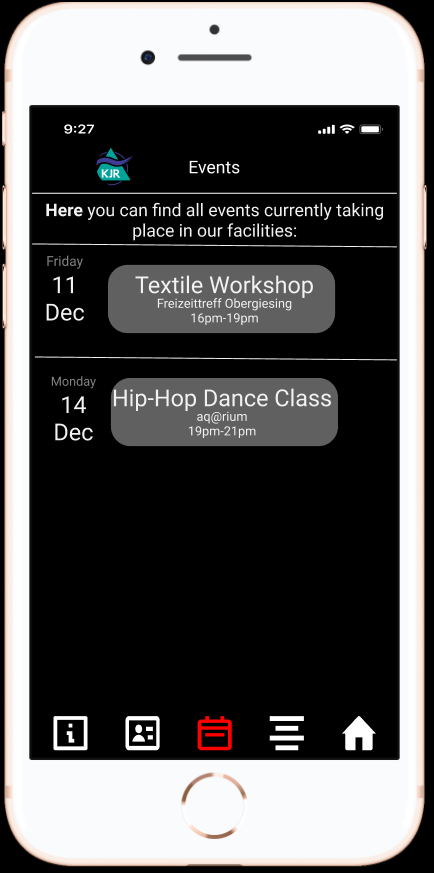 9:27
KJR
Events
Here you can find all events currently taking
place in our facilities:
Friday
11
Dec
Textile Workshop
Freizeittreff Obergiesing
16pm-19pm
Monday
14
Dec
Hip-Hop Dance Class
aq@rium
19pm-21pm